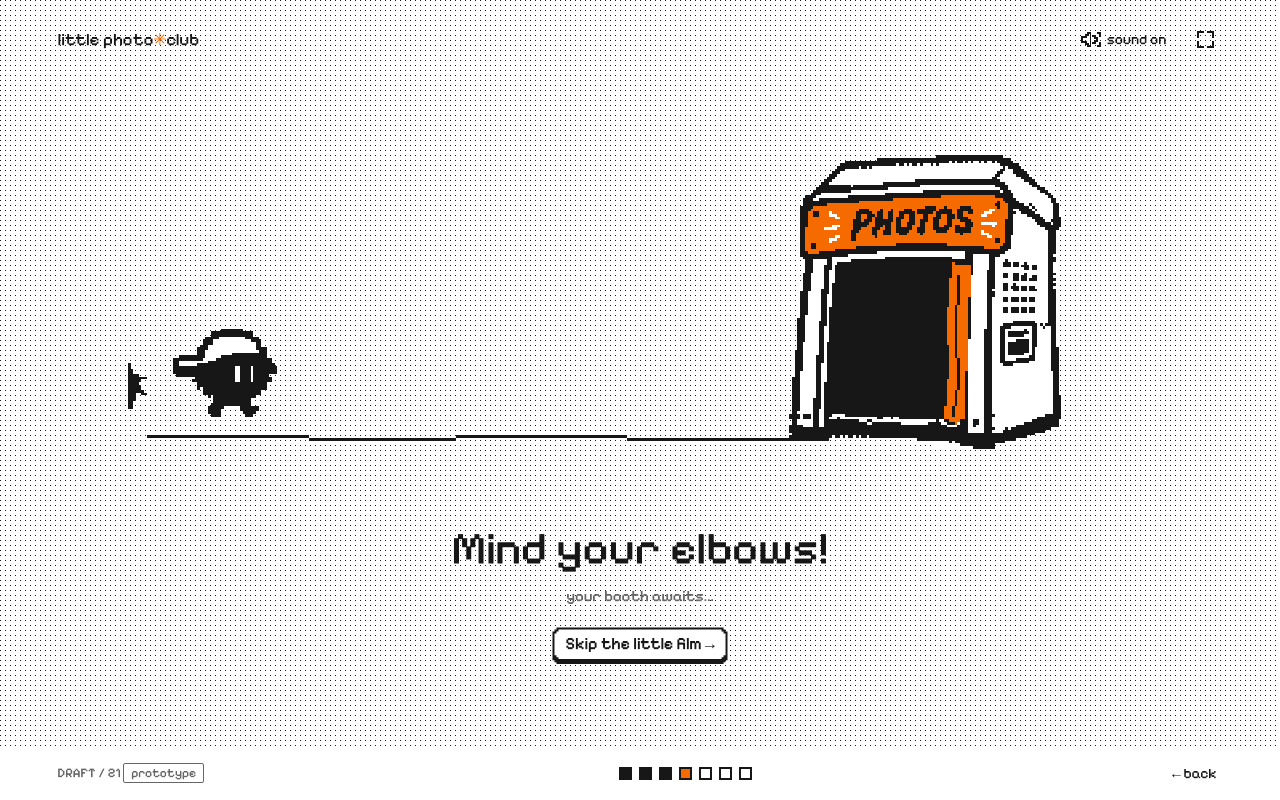 little photo✳club
sound on
PHOTOS
Mind your elbows!
your booth awaits...
Skip the little film →
DRAFT / 21 prototype
←back